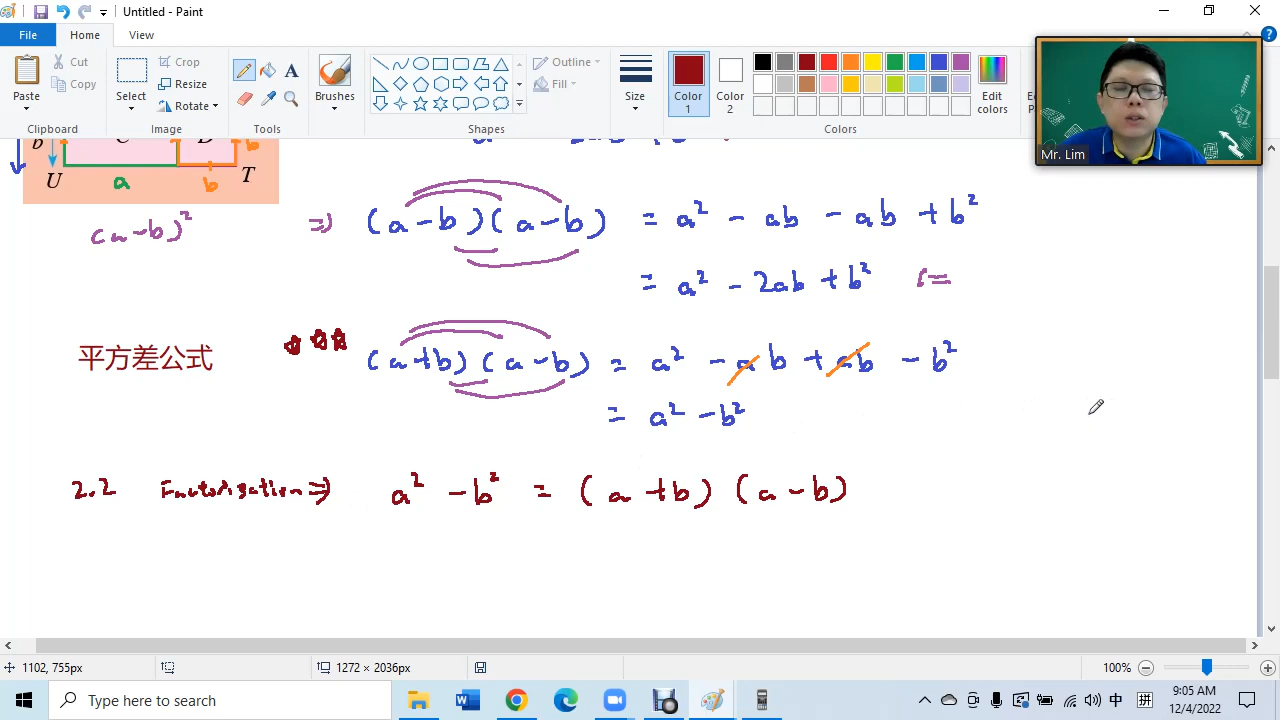 Untitled - Paint
File
Home
View
Paste
Cut
Copy
Clipboard
Select
Crop
Resize
Rotate
Image
Tools
Brushes
Shapes
Outline
Fill
Size
Color 1
Color 2
Edit colors
Colors
Mr. Lim
b
U
a
b
T
b
(a-b)²
⇒ (a-b)(a-b) = a² - ab - ab + b²
= a² - 2ab + b²
平方差公式
(a+b)(a-b) = a² - ab + ab - b²
= a² - b²
2.2 Factorisation ⇒ a² - b² = (a+b)(a-b)
1102, 755px
1272 × 2036px
100%
Type here to search
中
拼
9:05 AM
12/4/2022